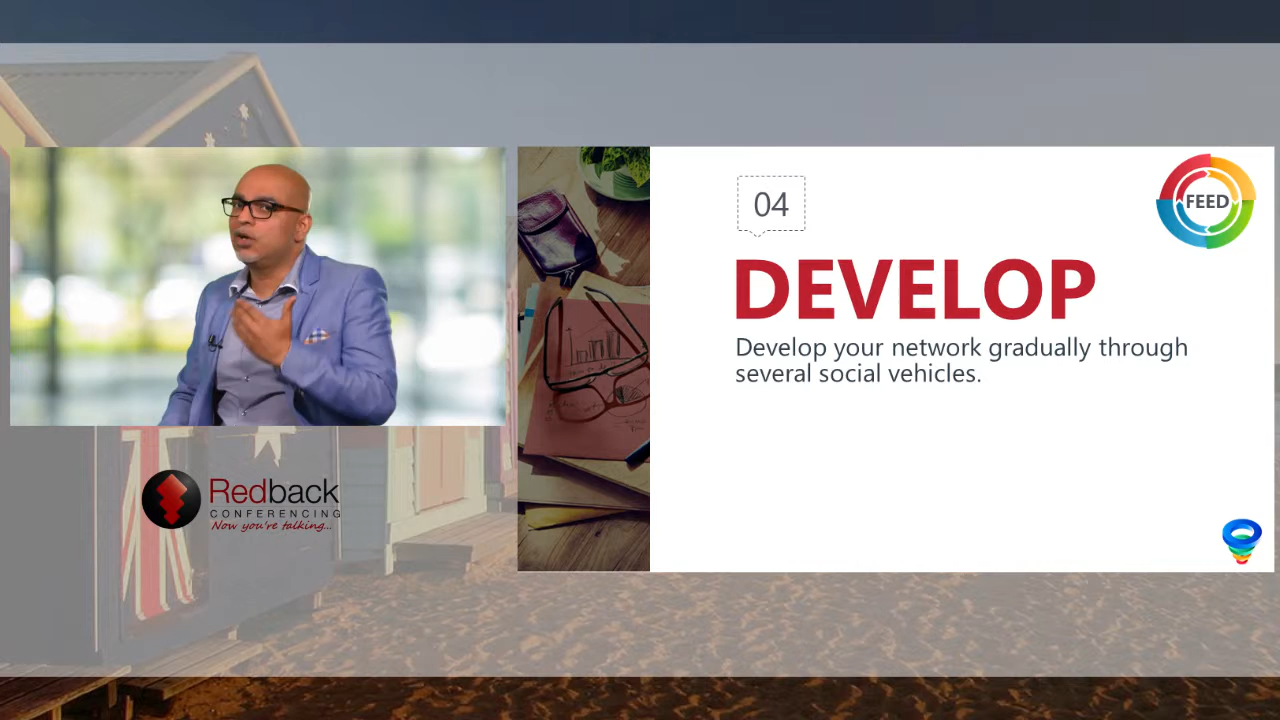 04
FEED
DEVELOP
Develop your network gradually through
several social vehicles.
Redback
CONFERENCING
Now you're talking...